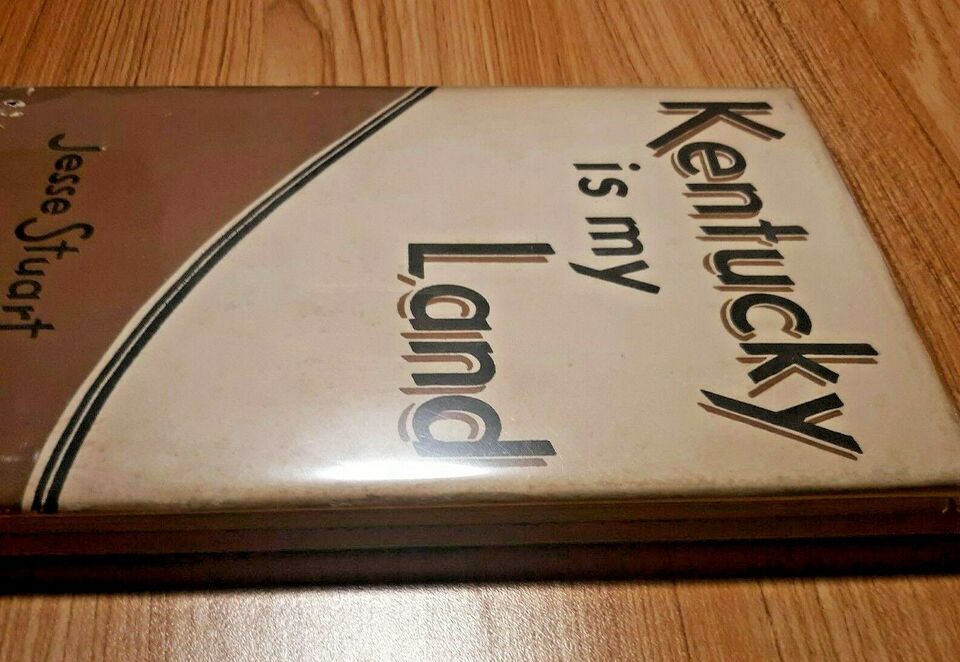 Kentucky
is my
Land
Jesse Stuart